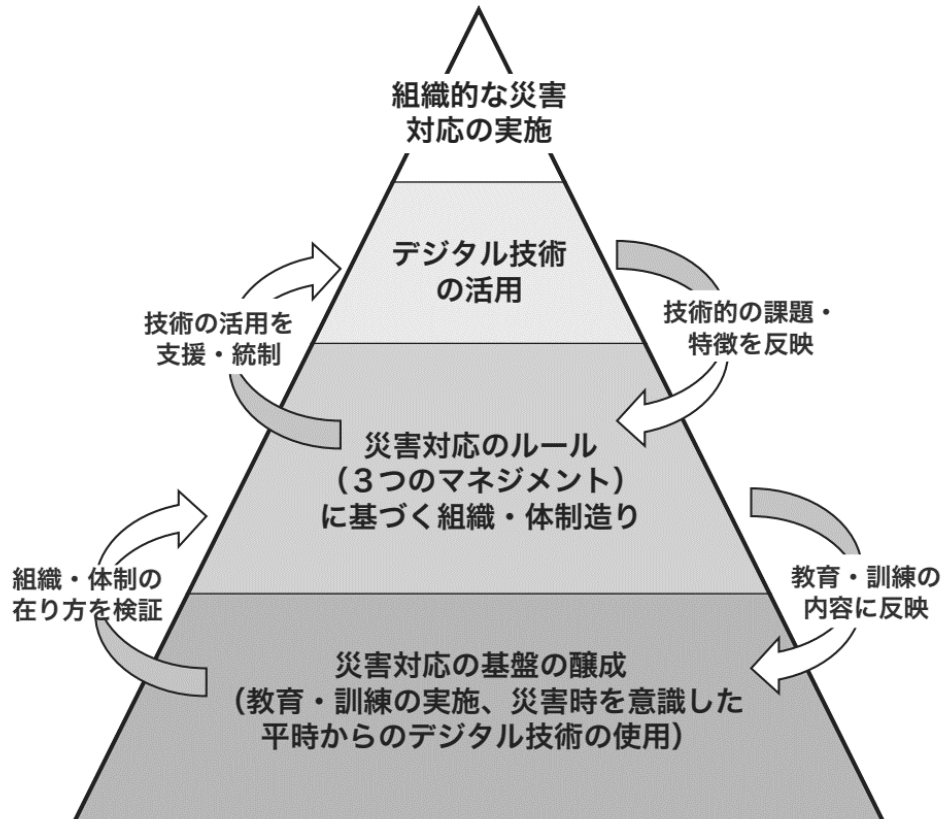 組織的な災害
対応の実施
デジタル技術
の活用
技術の活用を
支援・統制
技術的の課題・
特徴を反映
災害対応のルール
（３つのマネジメント）
に基づく組織・体制造り
組織・体制の
在り方を検証
教育・訓練の
内容に反映
災害対応の基盤の醸成
（教育・訓練の実施、災害時を意識した
平時からのデジタル技術の使用）